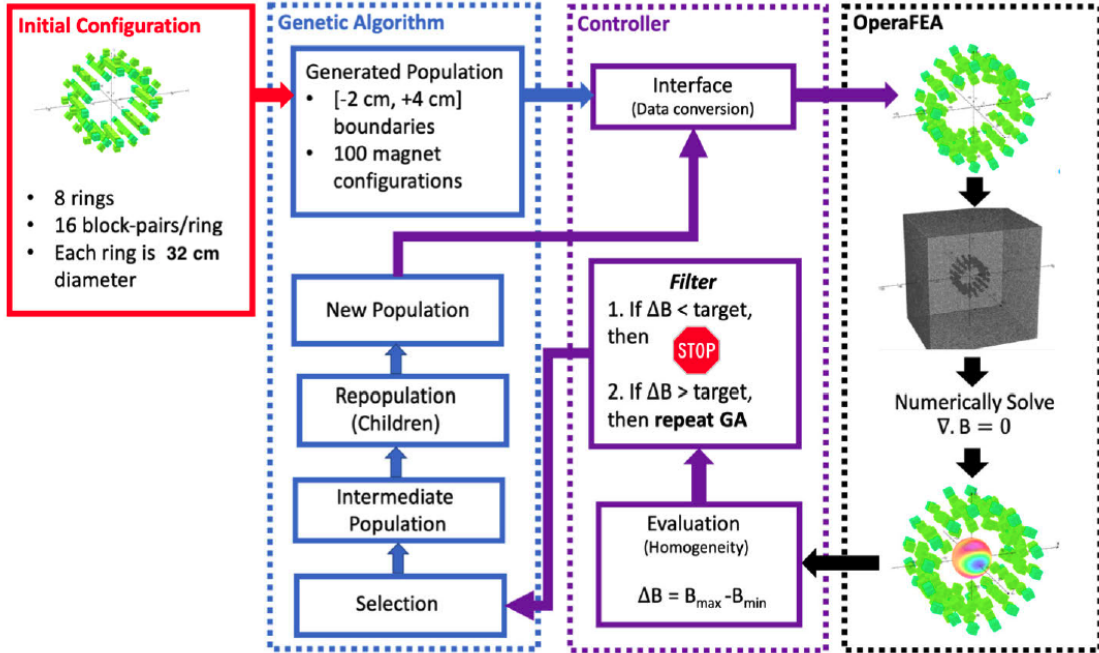 Initial Configuration
• 8 rings
• 16 block-pairs/ring
• Each ring is 32 cm
diameter
Genetic Algorithm
Generated Population
• [-2 cm, +4 cm]
boundaries
• 100 magnet
configurations
New Population
Repopulation
(Children)
Intermediate
Population
Selection
Controller
Interface
(Data conversion)
Filter
1. If ΔB < target,
then
STOP
2. If ΔB > target,
then repeat GA
Evaluation
(Homogeneity)
ΔB = Bmax -Bmin
OperaFEA
Numerically Solve
∇. B = 0